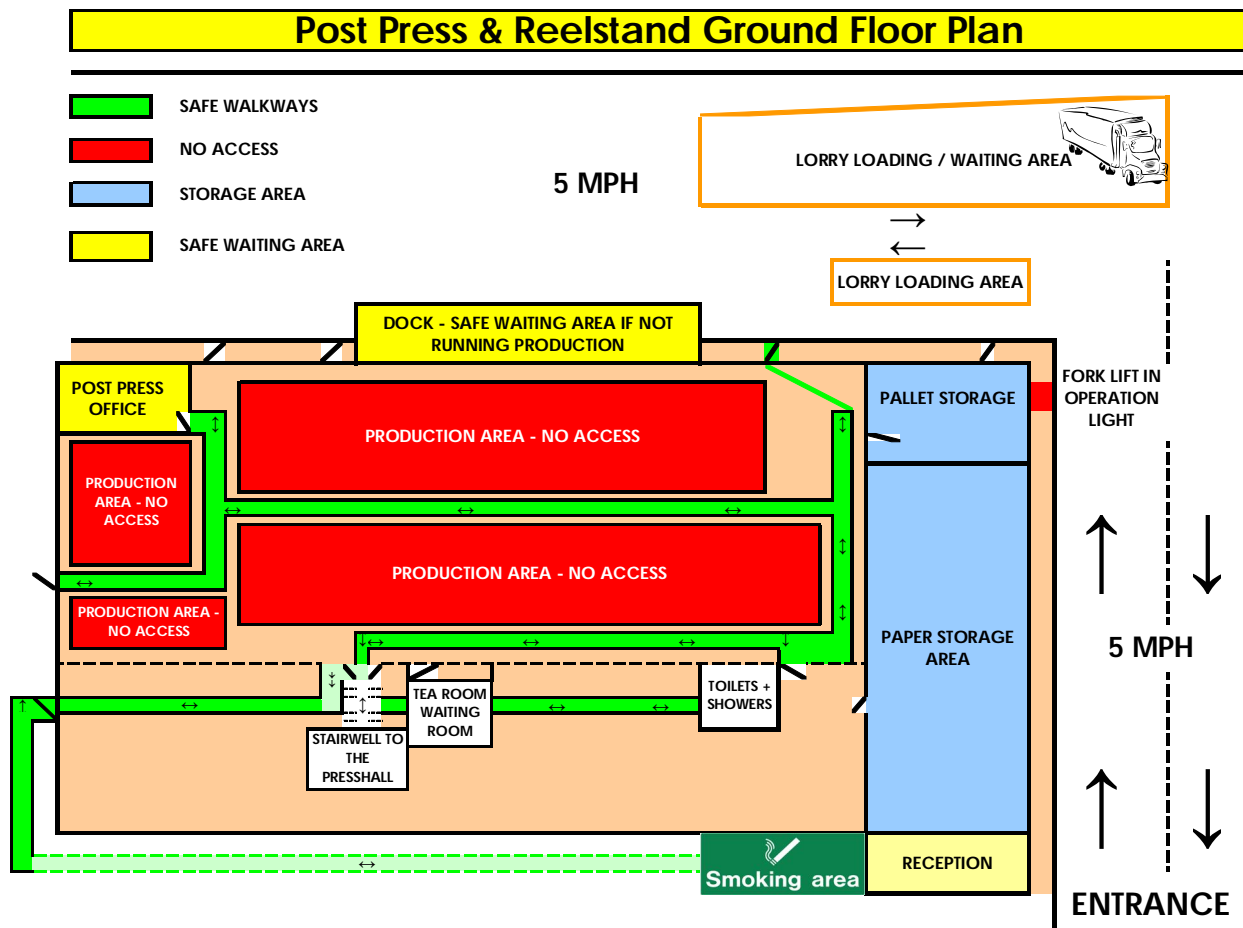 Post Press & Reelstand Ground Floor Plan
SAFE WALKWAYS
NO ACCESS
STORAGE AREA
SAFE WAITING AREA
5 MPH
LORRY LOADING / WAITING AREA
→
←
LORRY LOADING AREA
DOCK - SAFE WAITING AREA IF NOT
RUNNING PRODUCTION
POST PRESS
OFFICE
PRODUCTION AREA - NO ACCESS
PALLET STORAGE
FORK LIFT IN
OPERATION
LIGHT
PRODUCTION
AREA - NO
ACCESS
PRODUCTION AREA - NO ACCESS
PRODUCTION AREA -
NO ACCESS
PAPER STORAGE
AREA
5 MPH
TOILETS +
SHOWERS
TEA ROOM
WAITING
ROOM
STAIRWELL TO
THE
PRESSHALL
Smoking area
RECEPTION
ENTRANCE